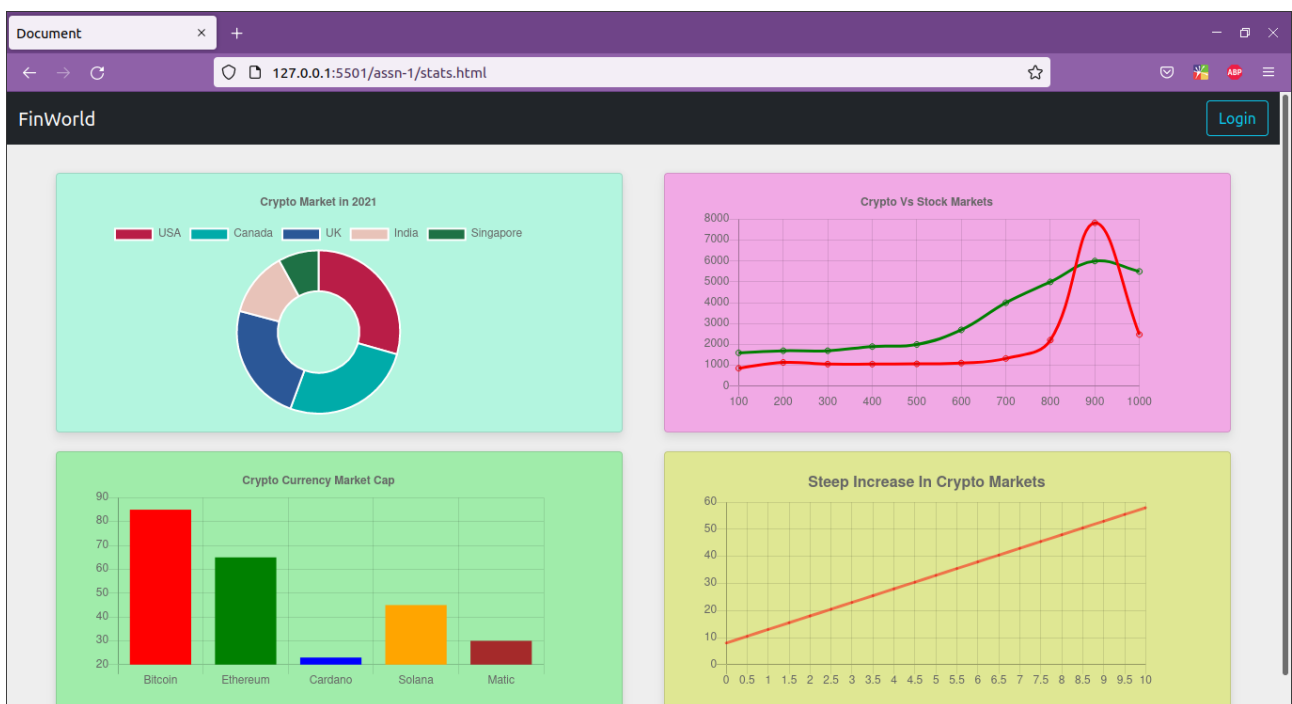 Document × +
127.0.0.1:5501/assn-1/stats.html
ABP
FinWorld
Login
Crypto Market in 2021
USA Canada UK India Singapore
Crypto Vs Stock Markets
8000
7000
6000
5000
4000
3000
2000
1000
0
100 200 300 400 500 600 700 800 900 1000
Crypto Currency Market Cap
90
80
70
60
50
40
30
20
Bitcoin Ethereum Cardano Solana Matic
Steep Increase In Crypto Markets
60
50
40
30
20
10
0
0 0.5 1 1.5 2 2.5 3 3.5 4 4.5 5 5.5 6 6.5 7 7.5 8 8.5 9 9.5 10